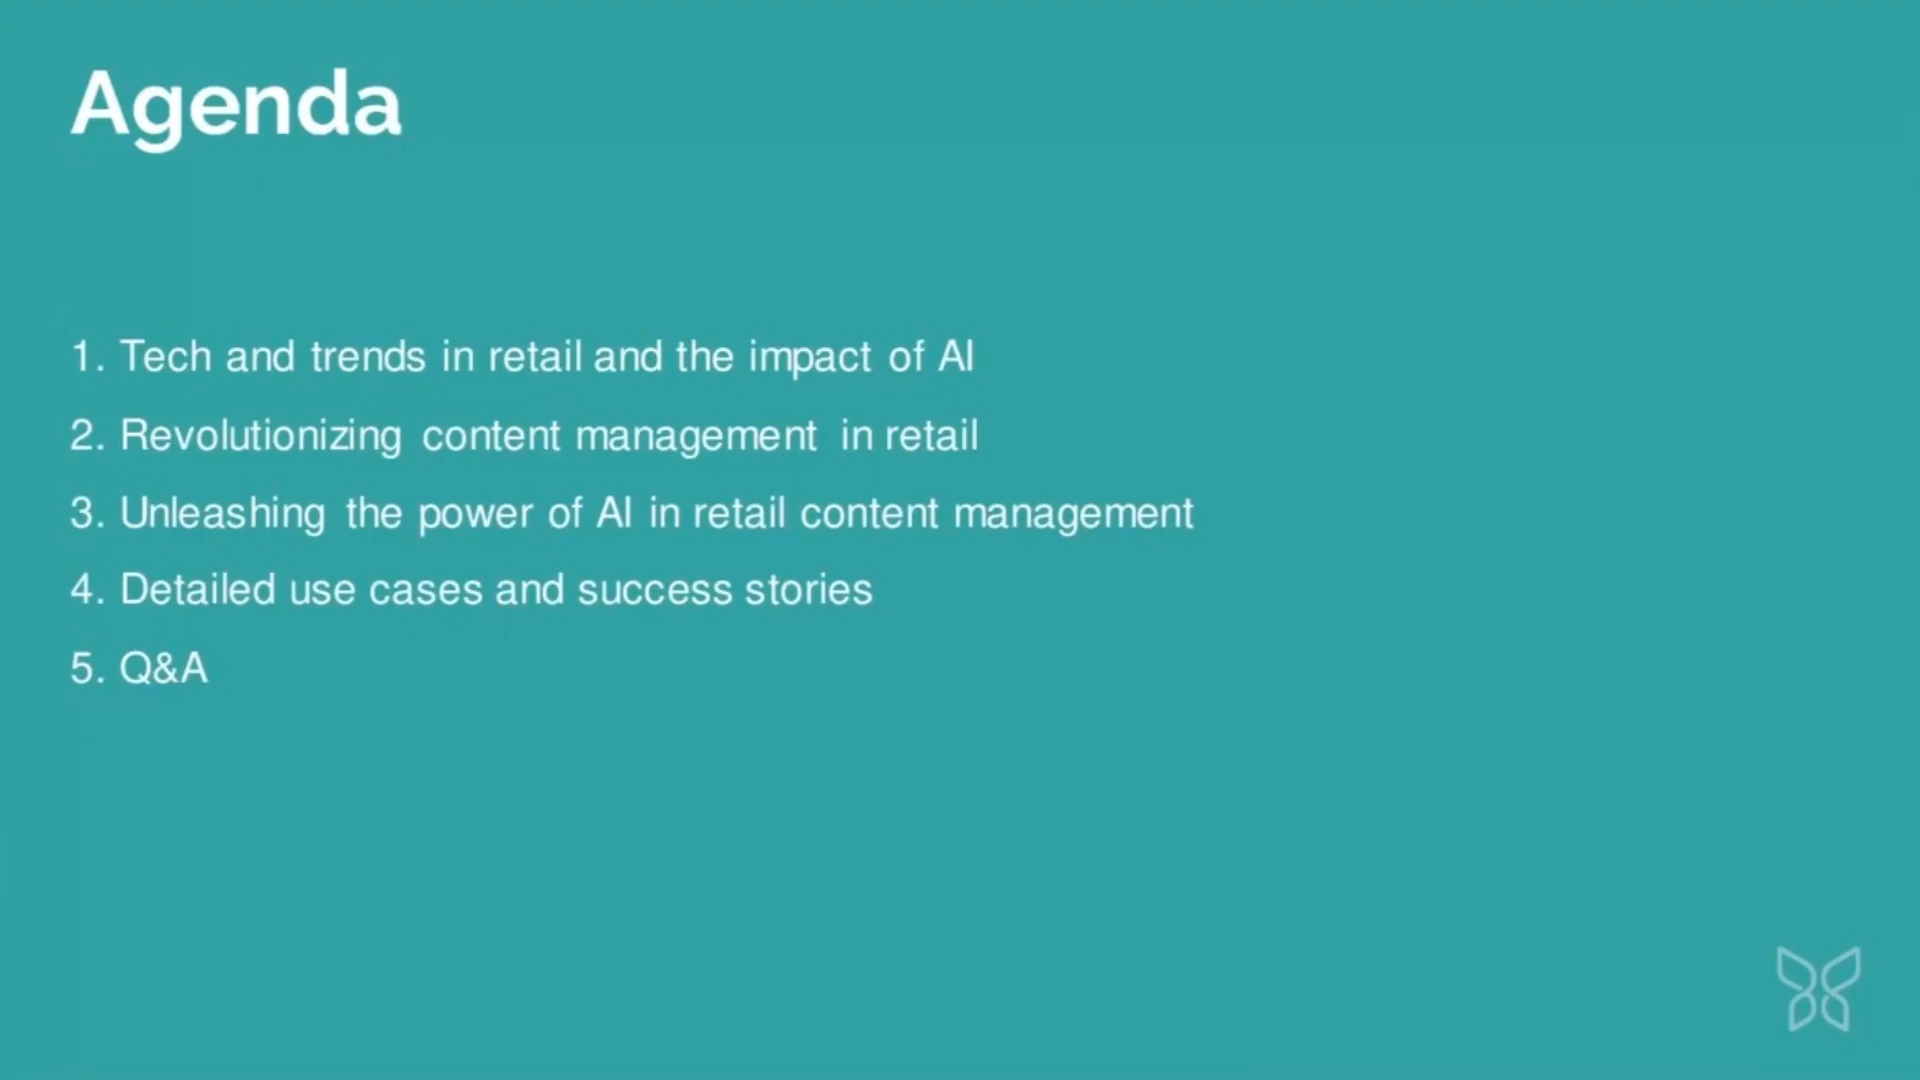 Agenda
1. Tech and trends in retail and the impact of AI
2. Revolutionizing content management in retail
3. Unleashing the power of AI in retail content management
4. Detailed use cases and success stories
5. Q&A